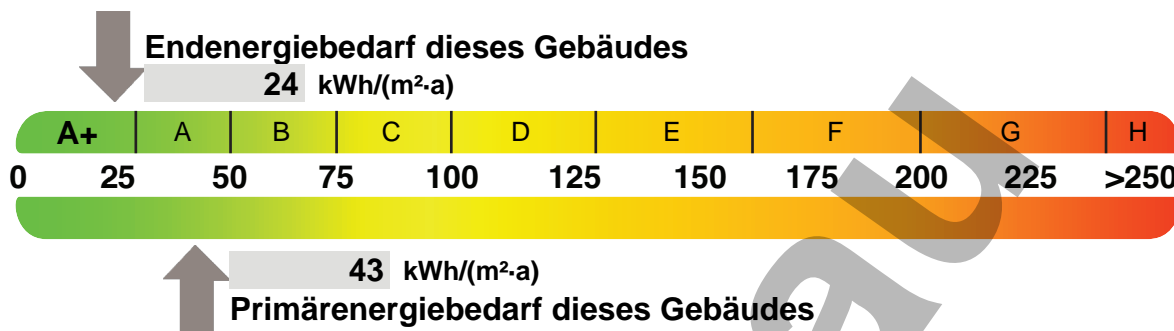 Endenergiebedarf dieses Gebäudes
24 kWh/(m²·a)
A+ A B C D E F G H
0 25 50 75 100 125 150 175 200 225 >250
43 kWh/(m²·a)
Primärenergiebedarf dieses Gebäudes
au